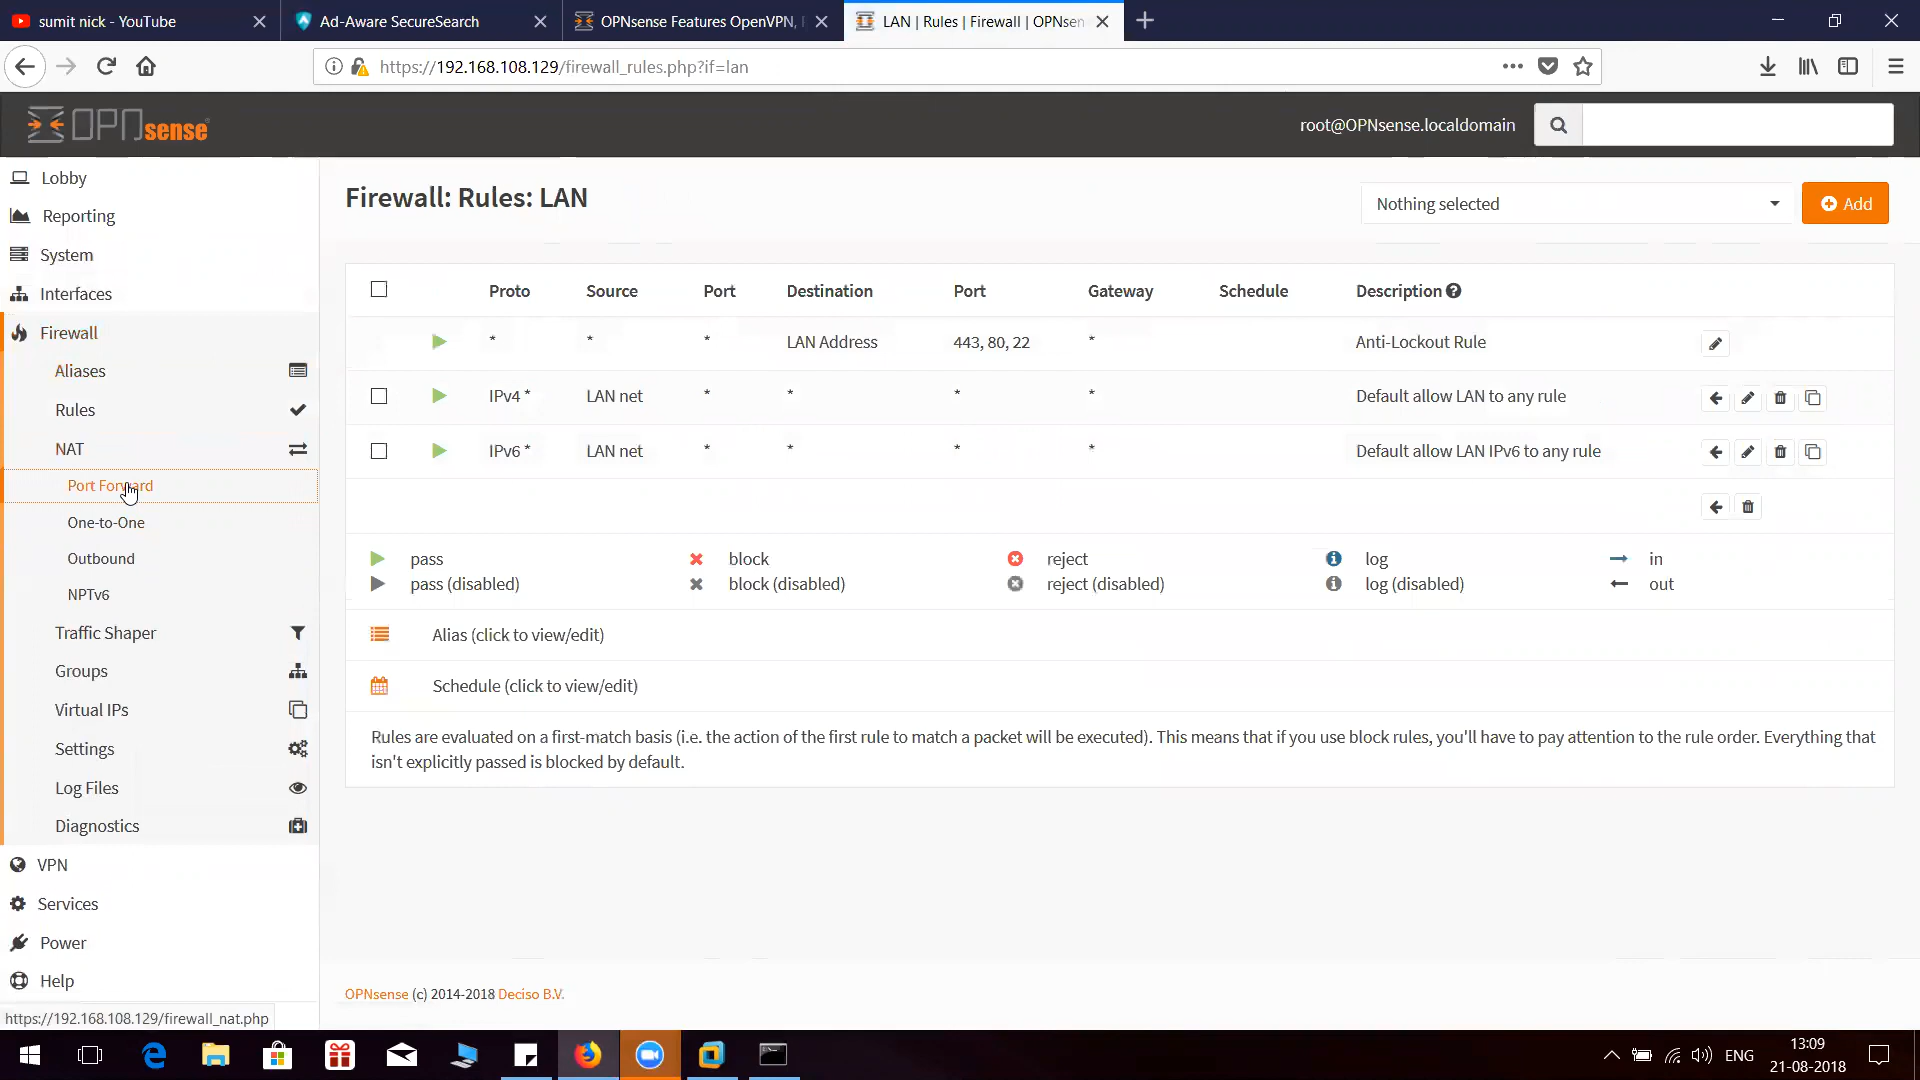 sumit nick - YouTube
Ad-Aware SecureSearch
OPNsense Features OpenVPN,
LAN | Rules | Firewall | OPNsen
https://192.168.108.129/firewall_rules.php?if=lan
OPNsense
root@OPNsense.localdomain
Lobby
Reporting
System
Interfaces
Firewall
Aliases
Rules
NAT
Port Forward
One-to-One
Outbound
NPTv6
Traffic Shaper
Groups
Virtual IPs
Settings
Log Files
Diagnostics
VPN
Services
Power
Help
https://192.168.108.129/firewall_nat.php
Firewall: Rules: LAN
Nothing selected
Add
Proto Source Port Destination Port Gateway Schedule Description
* * * LAN Address 443, 80, 22 * Anti-Lockout Rule
IPv4 * LAN net * * * * Default allow LAN to any rule
IPv6 * LAN net * * * * Default allow LAN IPv6 to any rule
pass block reject log in
pass (disabled) block (disabled) reject (disabled) log (disabled) out
Alias (click to view/edit)
Schedule (click to view/edit)
Rules are evaluated on a first-match basis (i.e. the action of the first rule to match a packet will be executed). This means that if you use block rules, you'll have to pay attention to the rule order. Everything that
isn't explicitly passed is blocked by default.
OPNsense (c) 2014-2018 Deciso B.V.
ENG
13:09
21-08-2018